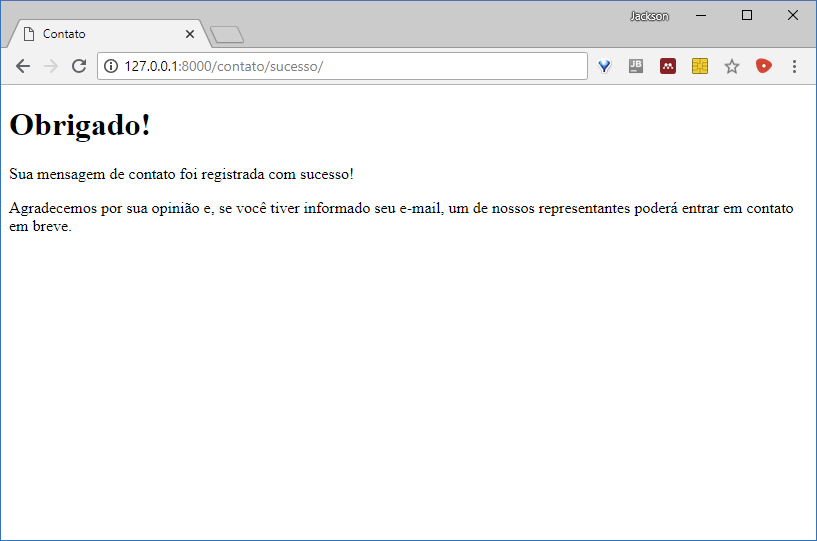 Jackson
Contato
127.0.0.1:8000/contato/sucesso/
JB
Obrigado!
Sua mensagem de contato foi registrada com sucesso!
Agradecemos por sua opinião e, se você tiver informado seu e-mail, um de nossos representantes poderá entrar em contato
em breve.